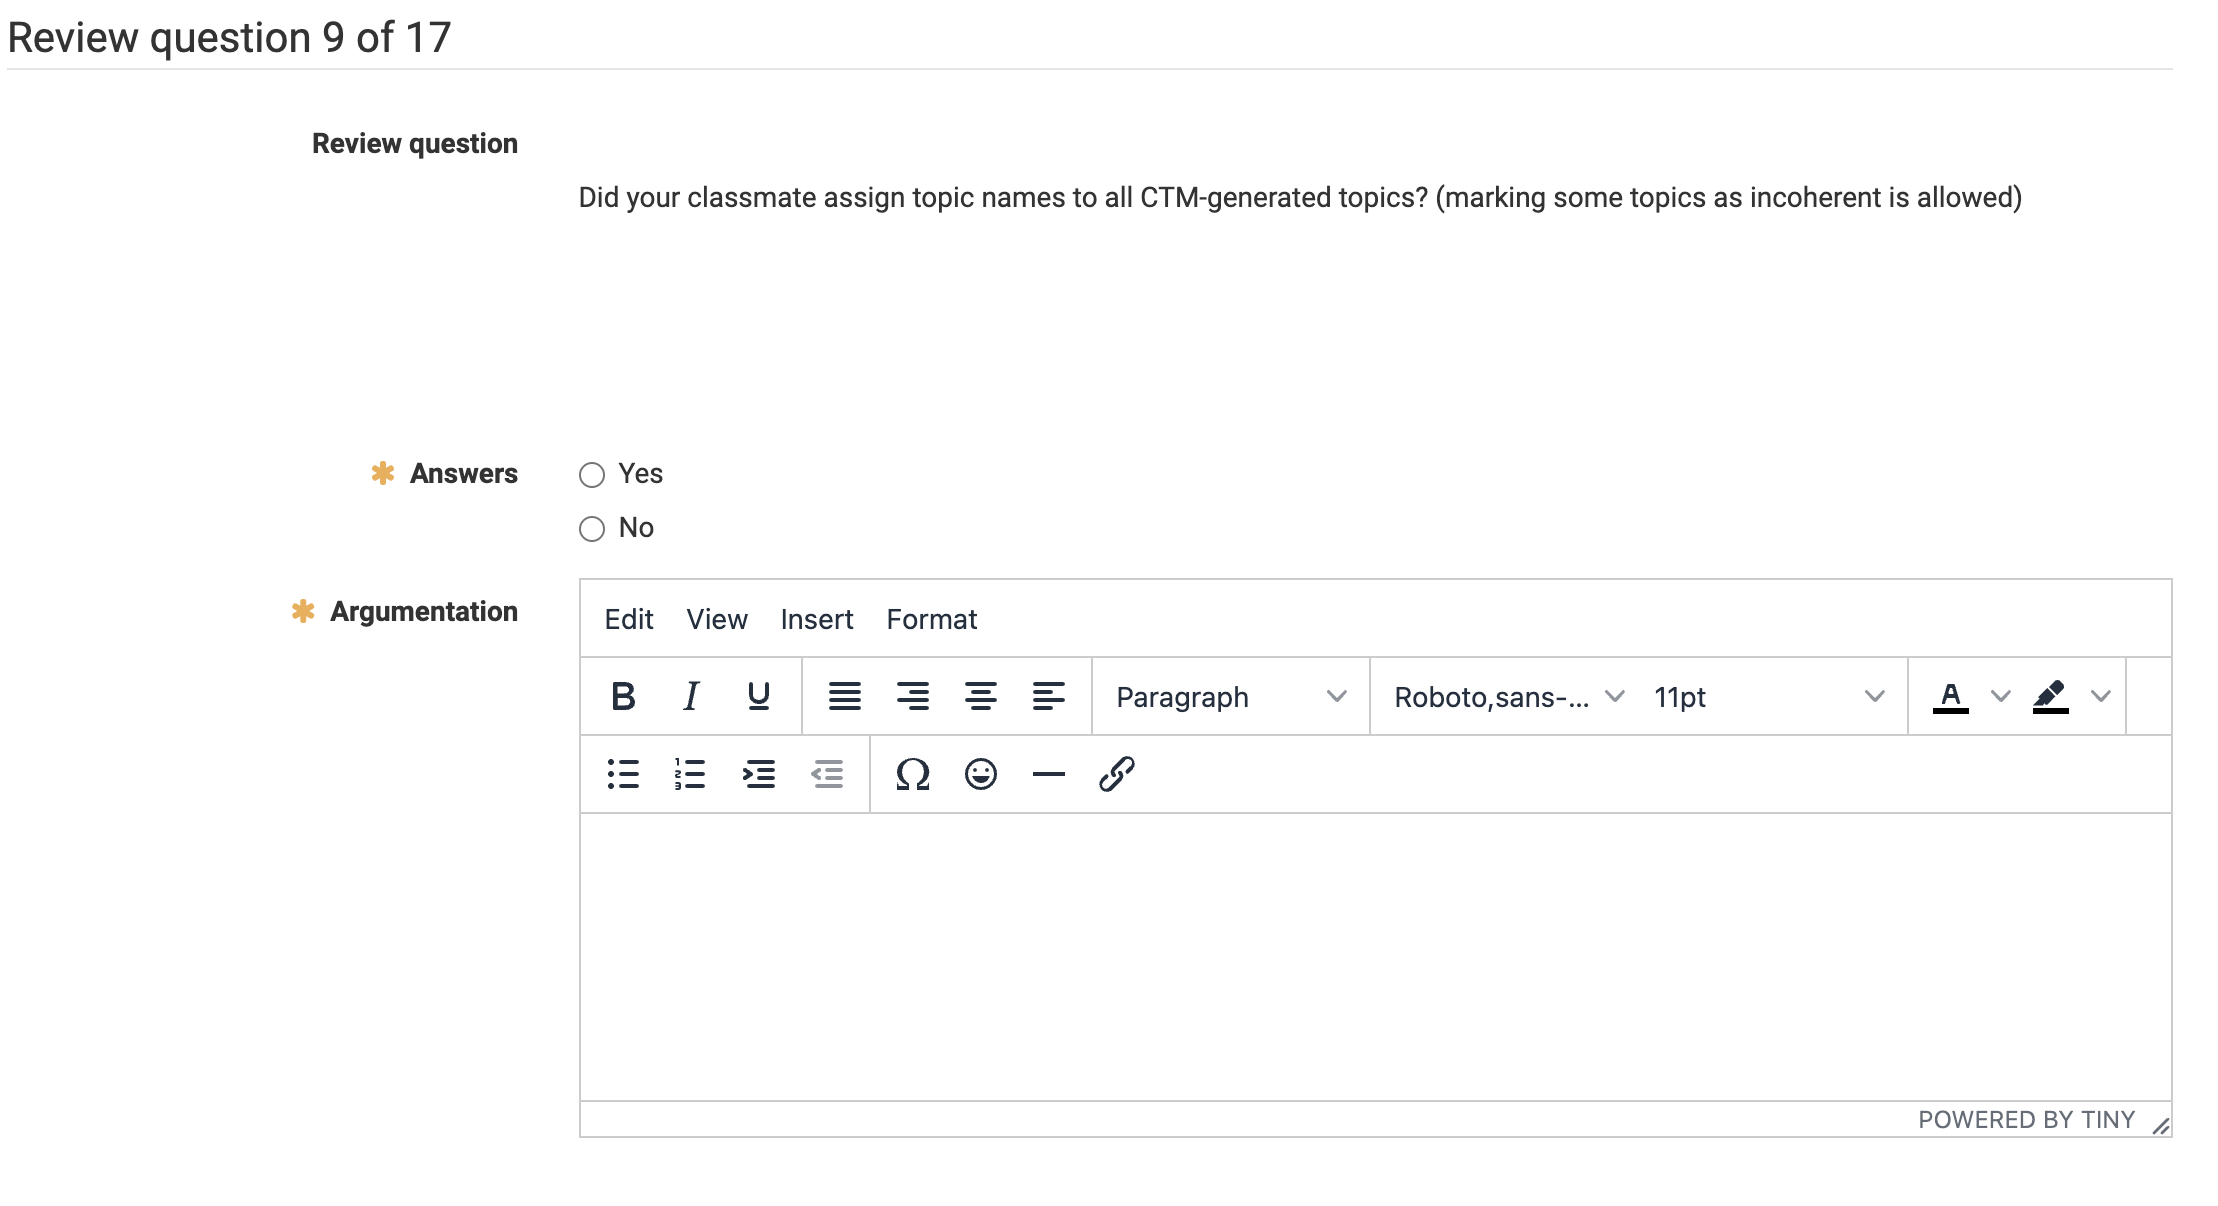 Review question 9 of 17
Review question
Did your classmate assign topic names to all CTM-generated topics? (marking some topics as incoherent is allowed)
* Answers
Yes
No
* Argumentation
Edit View Insert Format
B I U Paragraph Roboto,sans-... 11pt A
POWERED BY TINY